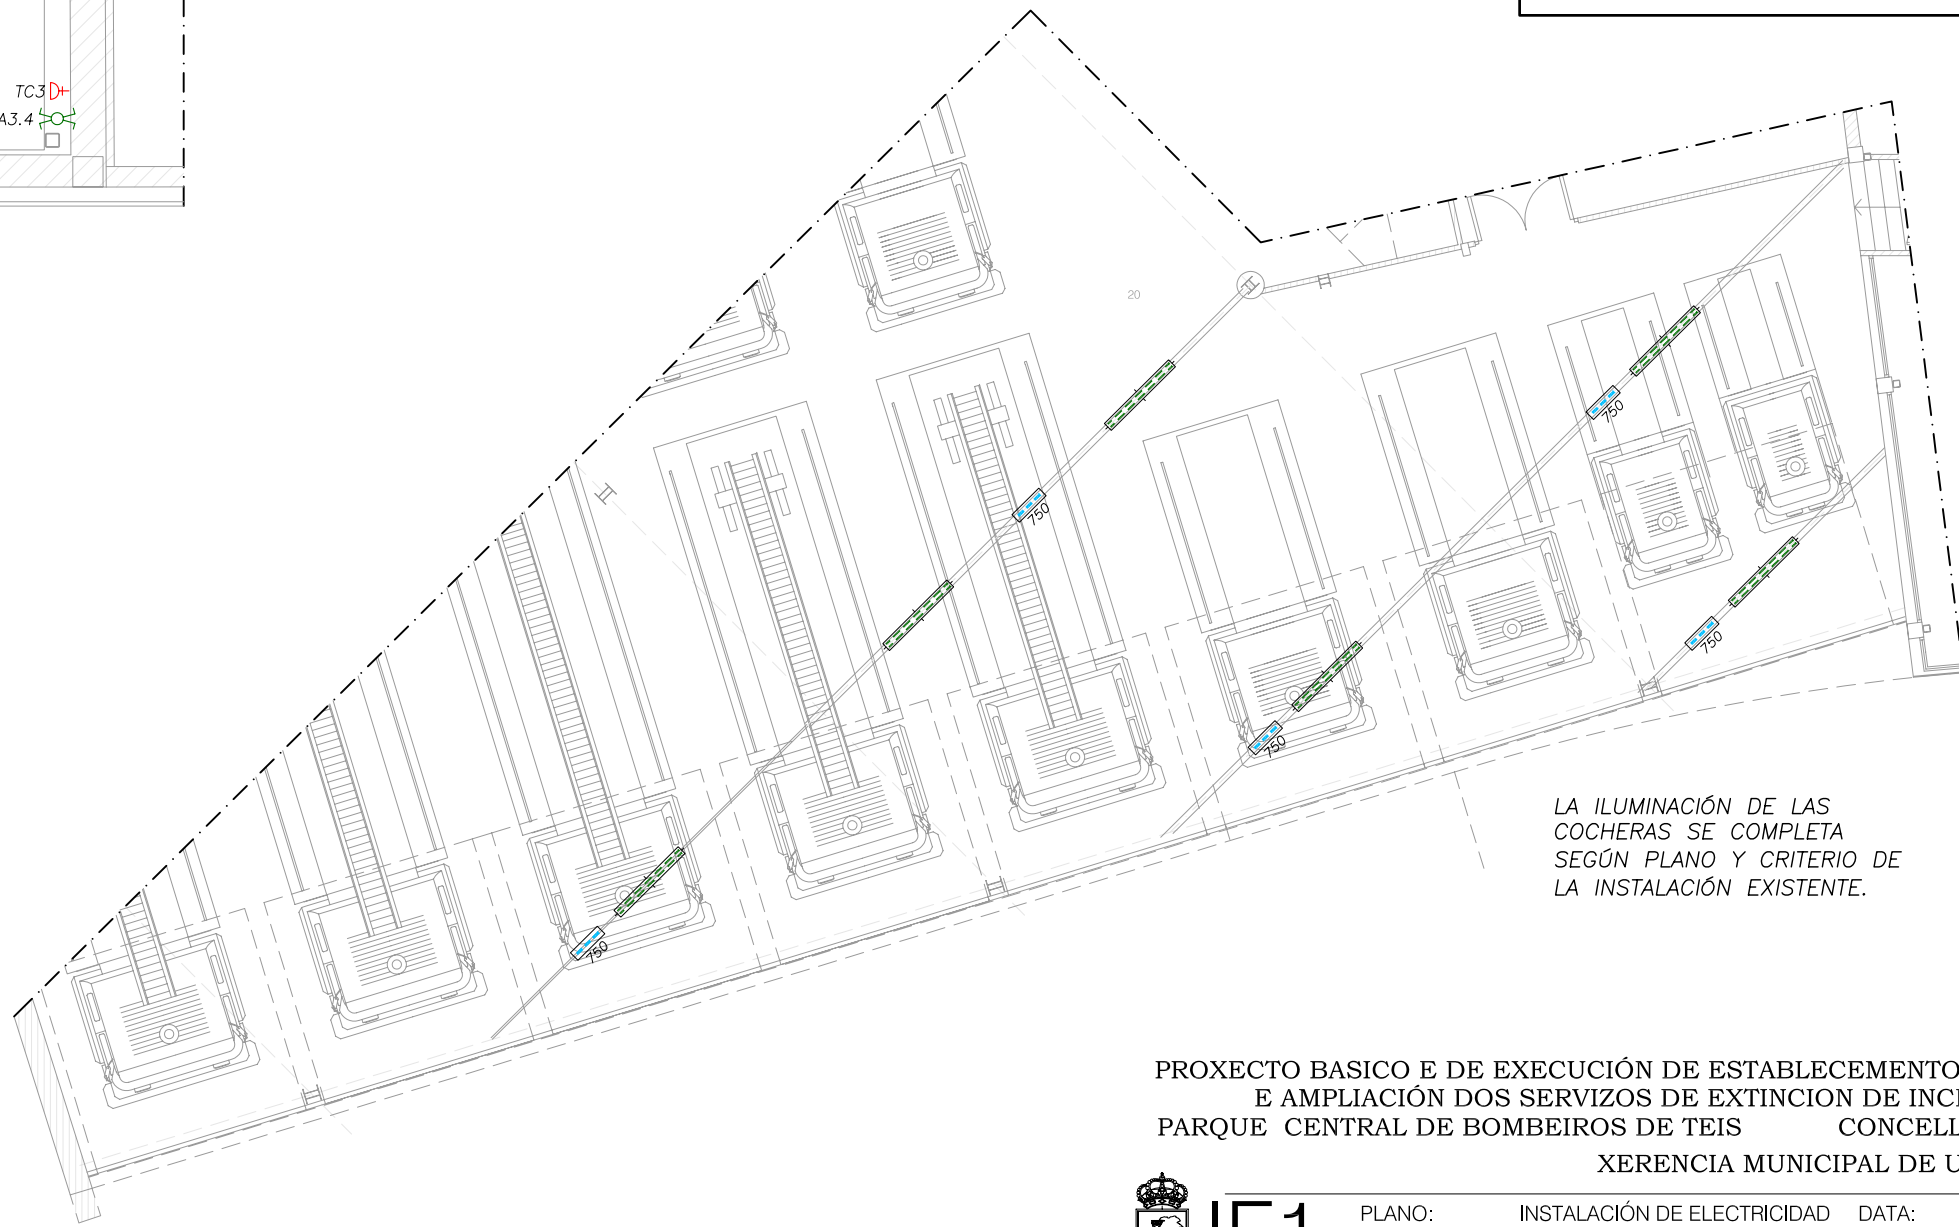 TC3
A3.4
20
750
750
750
750
750
LA ILUMINACIÓN DE LAS
COCHERAS SE COMPLETA
SEGÚN PLANO Y CRITERIO DE
LA INSTALACIÓN EXISTENTE.
PROXECTO BASICO E DE EXECUCIÓN DE ESTABLECEMENTO
E AMPLIACIÓN DOS SERVIZOS DE EXTINCION DE
PARQUE CENTRAL DE BOMBEIROS DE TEIS
XERENCIA MUNICIPAL DE
IE1 PLANO: INSTALACIÓN DE ELECTRICIDAD DATA: